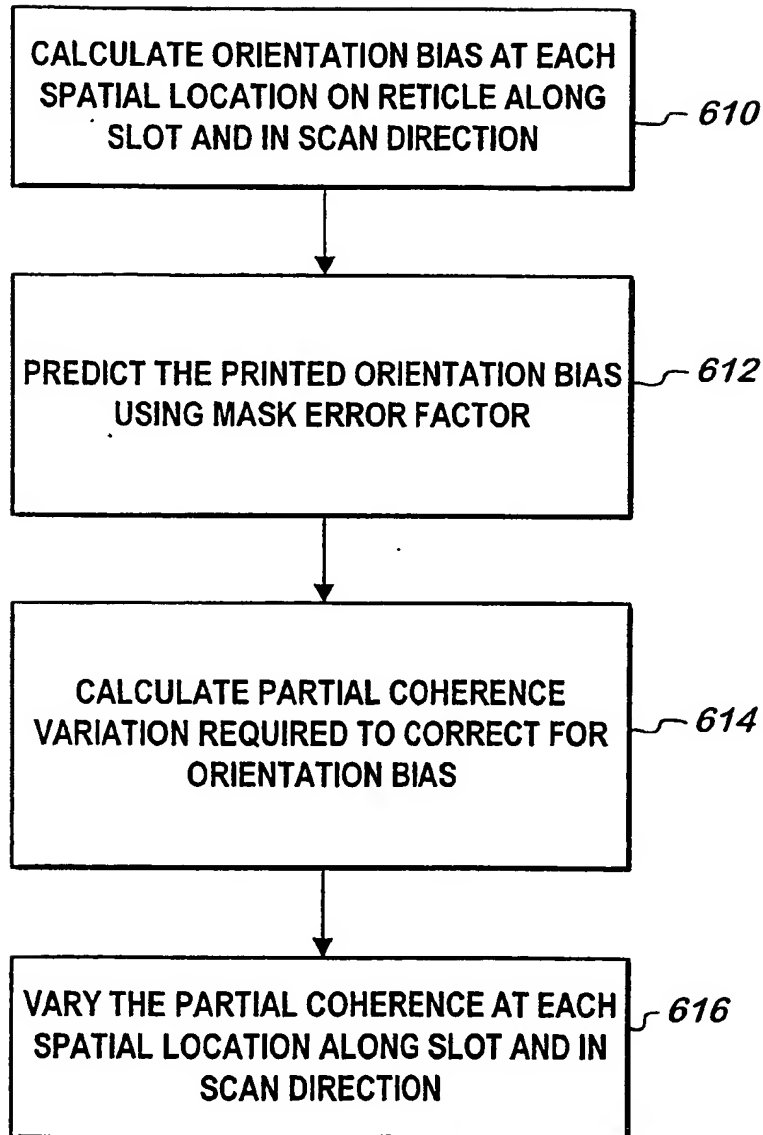 CALCULATE ORIENTATION BIAS AT EACH
SPATIAL LOCATION ON RETICLE ALONG
SLOT AND IN SCAN DIRECTION
610
PREDICT THE PRINTED ORIENTATION BIAS
USING MASK ERROR FACTOR
612
CALCULATE PARTIAL COHERENCE
VARIATION REQUIRED TO CORRECT FOR
ORIENTATION BIAS
614
VARY THE PARTIAL COHERENCE AT EACH
SPATIAL LOCATION ALONG SLOT AND IN
SCAN DIRECTION
616